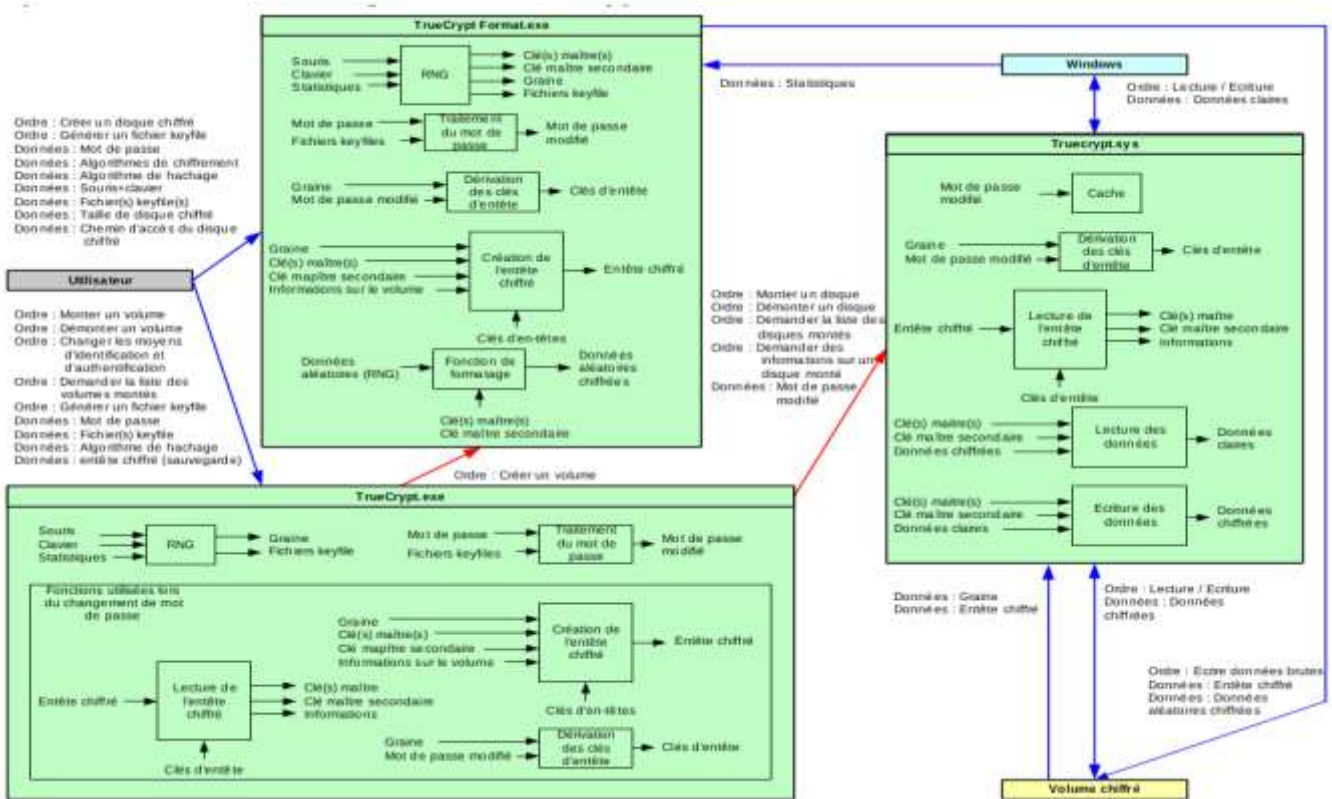 TrueCrypt Format.exe
Souris
Clavier
Statistiques
RNG
Clé(s) maître(s)
Clé maître secondaire
Graine
Fichiers keyfile
Mot de passe
Fichiers keyfiles
Traitement
du mot de
passe
Mot de passe
modifié
Graine
Mot de passe modifié
Dérivation
des clés
d'entête
Clés d'entête
Graine
Clé(s) maître(s)
Clé mapître secondaire
Informations sur le volume
Création de
l'entête
chiffré
Entête chiffré
Clés d'en-têtes
Données
aléatoires (RNG)
Fonction de
formatage
Données
aléatoires
chiffrées
Clé(s) maître(s)
Clé maître secondaire
Windows
Données : Statistiques
Ordre : Lecture / Ecriture
Données : Données claires
Ordre : Créer un disque chiffré
Ordre : Générer un fichier keyfile
Données : Mot de passe
Données : Algorithmes de chiffrement
Données : Algorithme de hachage
Données : Souris+clavier
Données : Fichier(s) keyfile(s)
Données : Taille de disque chiffré
Données : Chemin d'accès du disque
chiffré
Utilisateur
Ordre : Monter un volume
Ordre : Démonter un volume
Ordre : Changer les moyens
d'identification et
d'authentification
Ordre : Demander la liste des
volumes montés
Ordre : Générer un fichier keyfile
Données : Mot de passe
Données : Fichier(s) keyfile
Données : Algorithme de hachage
Données : entête chiffré (sauvegarde)
Truecrypt.sys
Mot de passe
modifié
Cache
Graine
Mot de passe modifié
Dérivation
des clés
d'entête
Clés d'entête
Entête chiffré
Lecture de
l'entête
chiffré
Clé(s) maître
Clé maître secondaire
Informations
Clés d'entête
Clé(s) maître(s)
Clé maître secondaire
Données chiffrées
Lecture des
données
Données
claires
Clé(s) maître(s)
Clé maître secondaire
Données claires
Ecriture des
données
Données
chiffrées
Ordre : Monter un disque
Ordre : Démonter un disque
Ordre : Demander la liste des
disques montés
Ordre : Demander des
informations sur un
disque monté
Données : Mot de passe
modifié
Ordre : Créer un volume
TrueCrypt.exe
Souris
Clavier
Statistiques
RNG
Graine
Fichiers keyfile
Mot de passe
Fichiers keyfiles
Traitement
du mot de
passe
Mot de passe
modifié
Fonctions utilisées lors
du changement de mot
de passe
Graine
Clé(s) maître(s)
Clé mapître secondaire
Informations sur le volume
Création de
l'entête
chiffré
Entête chiffré
Clés d'en-têtes
Entête chiffré
Lecture de
l'entête
chiffré
Clé(s) maître
Clé maître secondaire
Informations
Clés d'entête
Graine
Mot de passe modifié
Dérivation
des clés
d'entête
Clés d'entête
Données : Graine
Données : Entête chiffré
Ordre : Lecture / Ecriture
Données : Données
chiffrées
Ordre : Ecrire données brutes
Données : Entête chiffré
Données : Données
aléatoires chiffrées
Volume chiffré